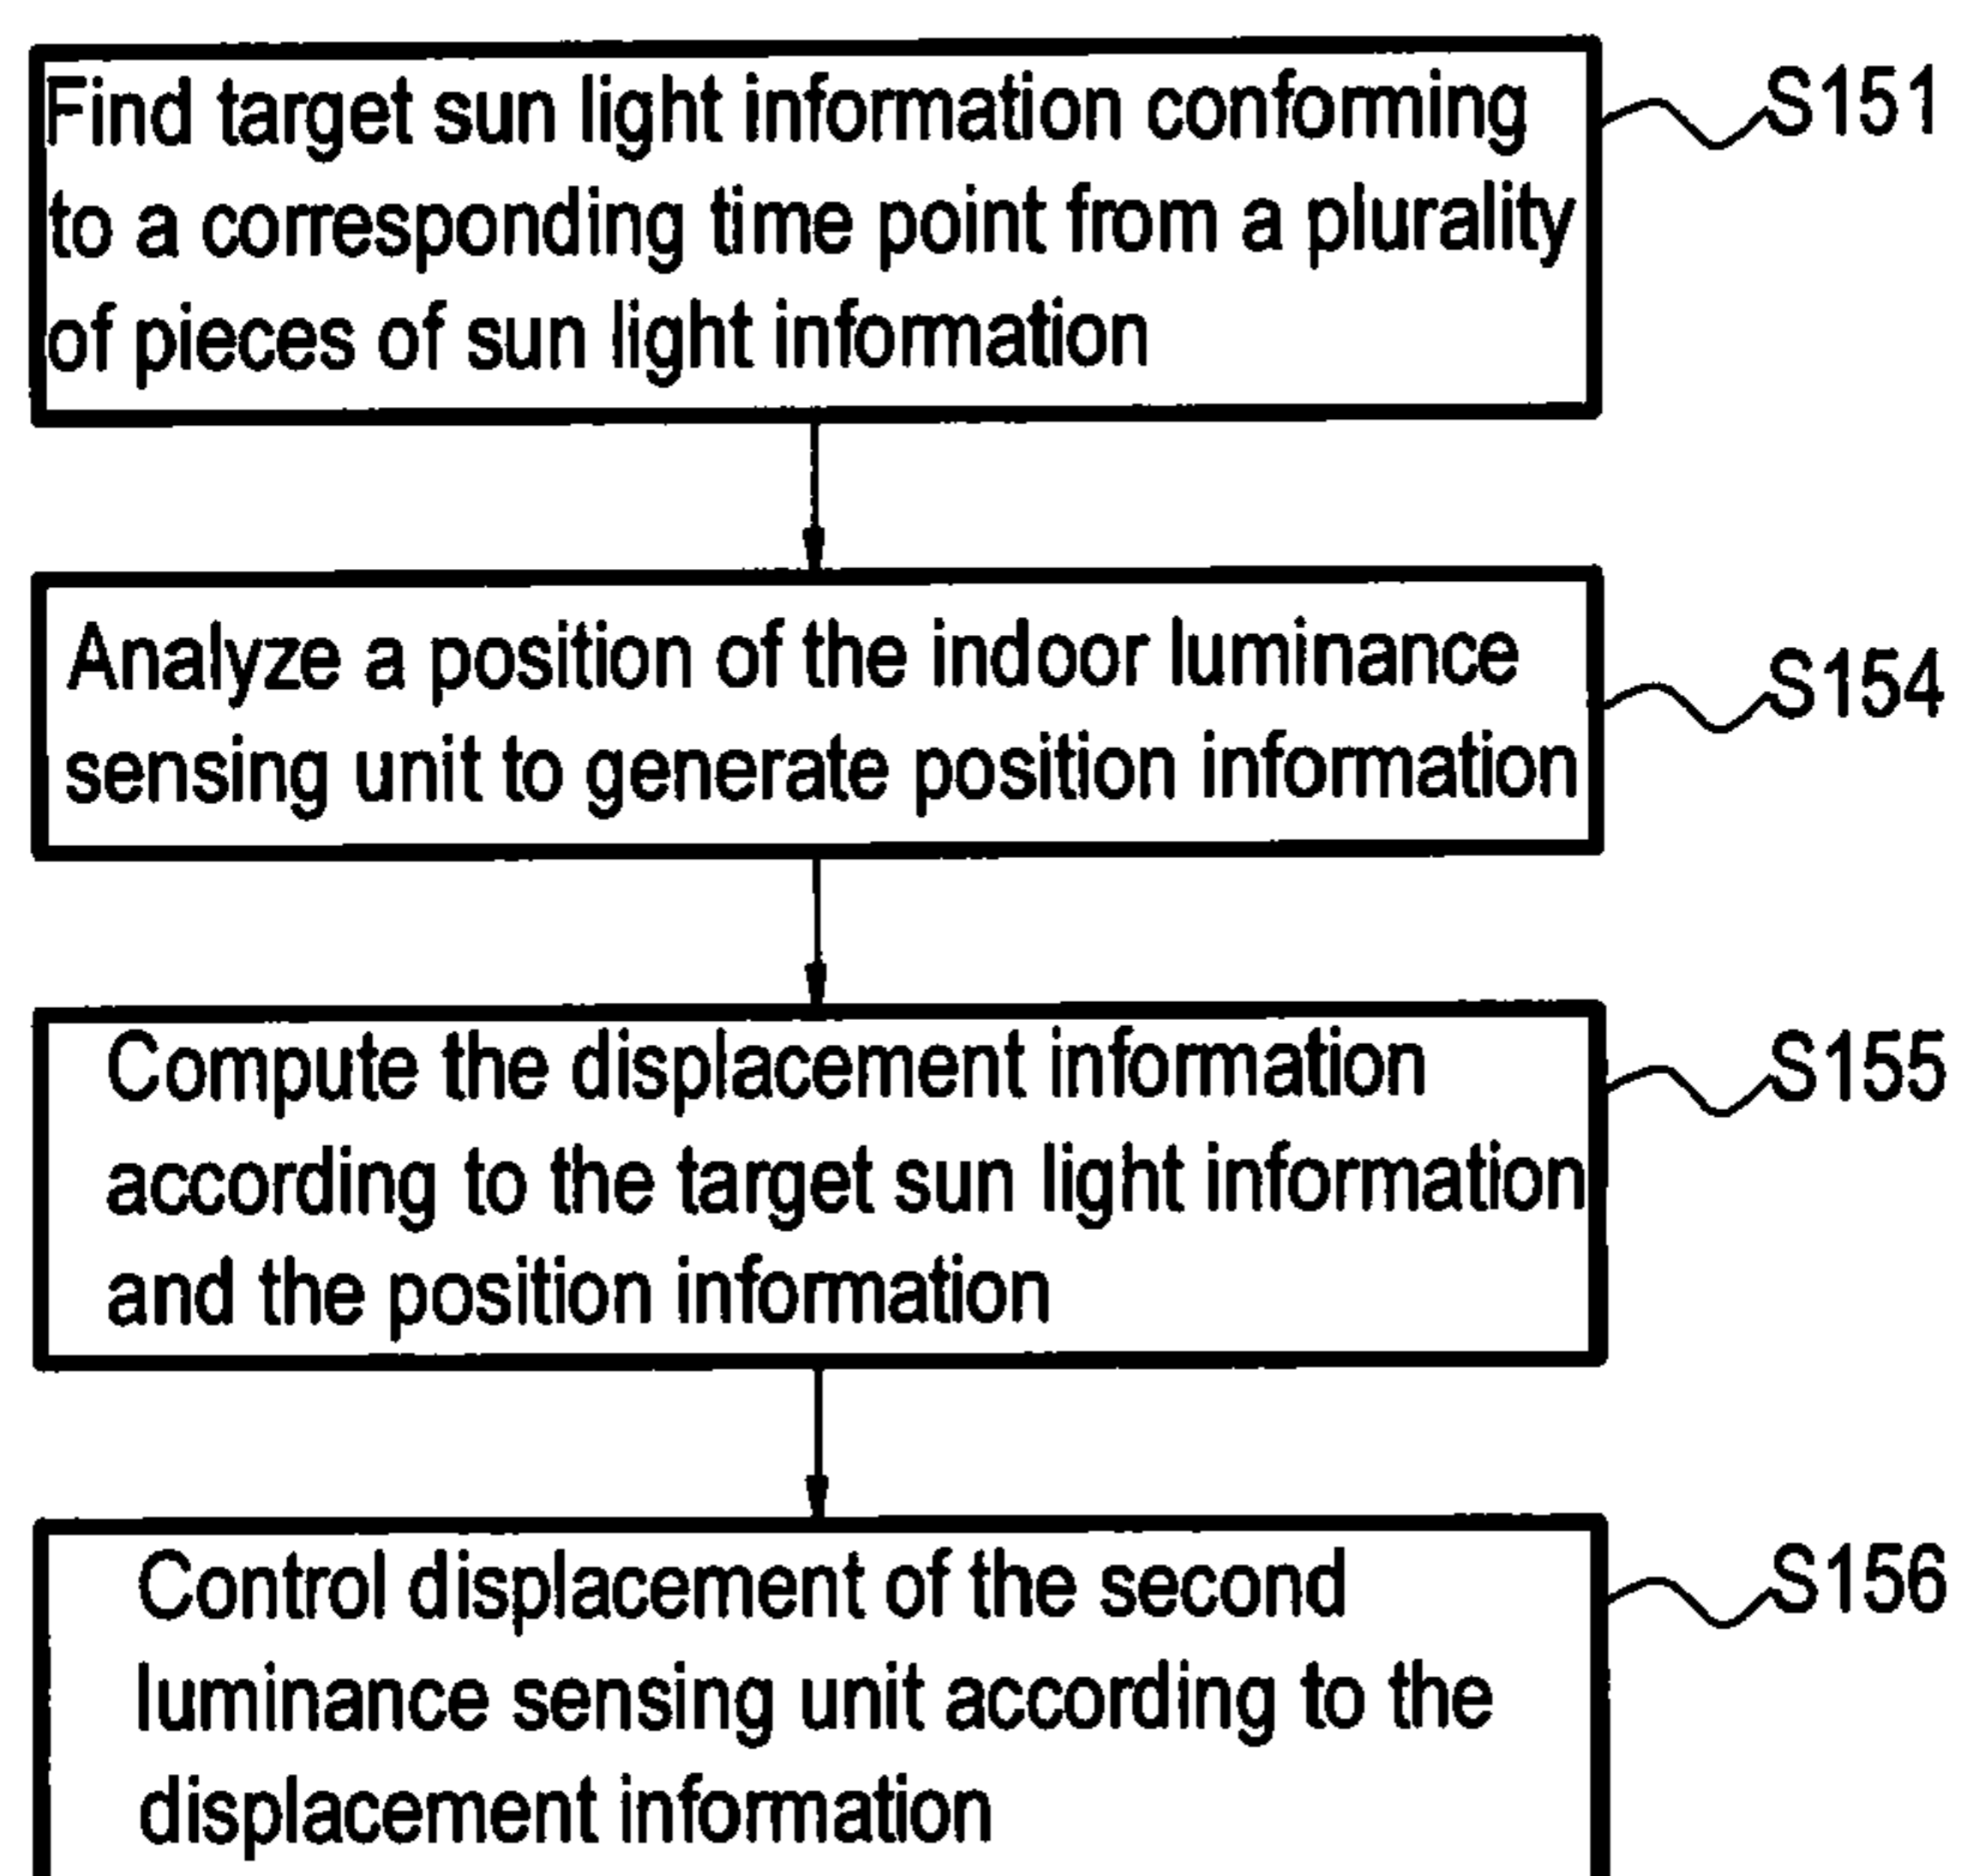 Find target sun light information conforming
to a corresponding time point from a plurality
of pieces of sun light information
S151
Analyze a position of the indoor luminance
sensing unit to generate position information
S154
Compute the displacement information
according to the target sun light information
and the position information
S155
Control displacement of the second
luminance sensing unit according to the
displacement information
S156